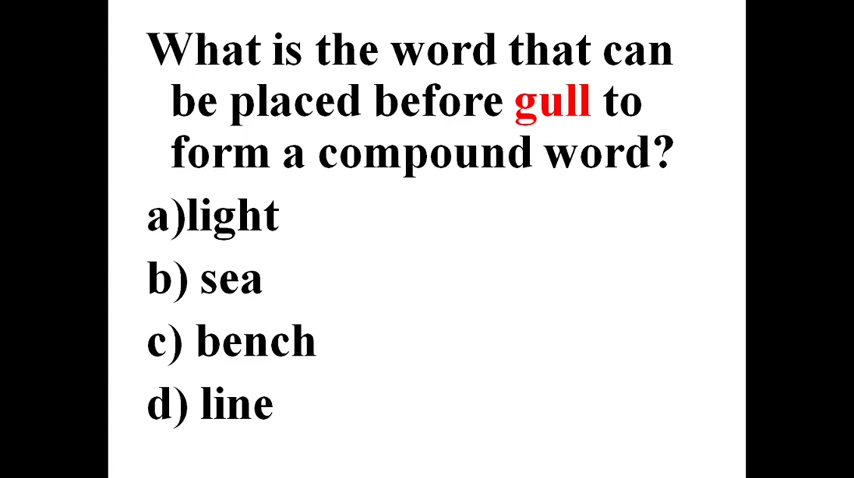 What is the word that can
be placed before gull to
form a compound word?
a)light
b) sea
c) bench
d) line